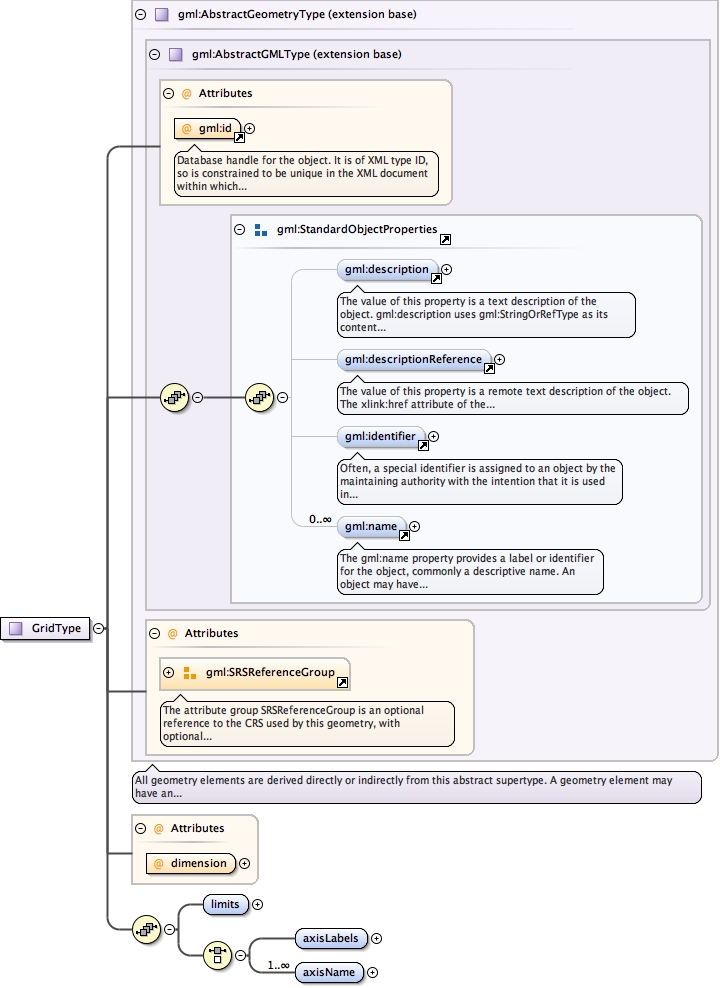 gml:AbstractGeometryType (extension base)
gml:AbstractGMLType (extension base)
@ Attributes
@ gml:id
Database handle for the object. It is of XML type ID,
so is constrained to be unique in the XML document
within which...
gml:StandardObjectProperties
gml:description
The value of this property is a text description of the
object. gml:description uses gml:StringOrRefType as its
content...
gml:descriptionReference
The value of this property is a remote text description of the object.
The xlink:href attribute of the...
gml:identifier
Often, a special identifier is assigned to an object by the
maintaining authority with the intention that it is used
in...
0..∞
gml:name
The gml:name property provides a label or identifier
for the object, commonly a descriptive name. An
object may have...
GridType
@ Attributes
gml:SRSReferenceGroup
The attribute group SRSReferenceGroup is an optional
reference to the CRS used by this geometry, with
optional...
All geometry elements are derived directly or indirectly from this abstract supertype. A geometry element may
have an...
@ Attributes
@ dimension
limits
axisLabels
1..∞
axisName